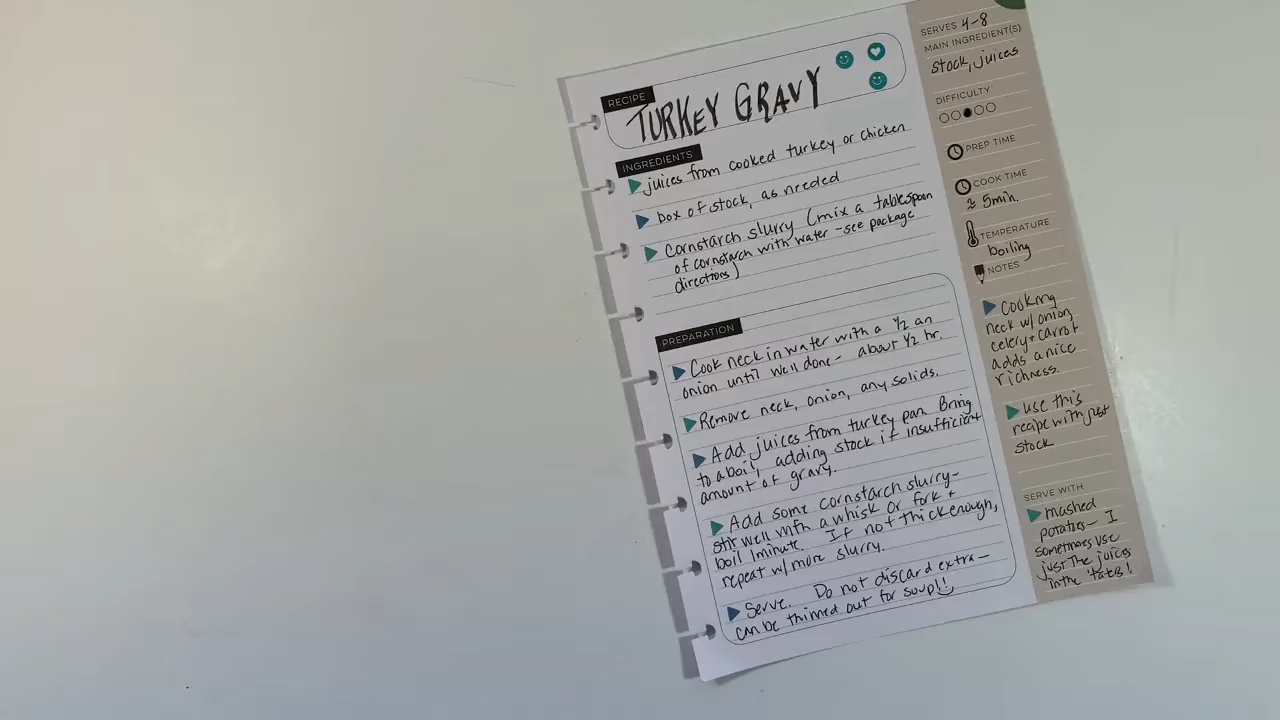 RECIPE
TURKEY GRAVY
INGREDIENTS
juices from cooked turkey or chicken
box of stock, as needed
Cornstarch slurry (mix a tablespoon
of cornstarch with water - see package
directions)
PREPARATION
Cook neck in water with a 1/2 an
onion until well done - about 1/2 hr.
Remove neck, onion, any solids.
Add juices from turkey pan. Bring
to a boil, adding stock if insufficient
amount of gravy.
Add some cornstarch slurry -
stir well with a whisk or fork +
boil 1 minute. If not thick enough,
repeat w/ more slurry.
Serve. Do not discard extra -
can be thinned out for soup!!
SERVES 4-8
MAIN INGREDIENT(S)
stock, juices
DIFFICULTY
PREP TIME
COOK TIME
≈ 5 min.
TEMPERATURE
boiling
NOTES
Cooking
neck w/ onion
celery + carrot
adds a nice
richness.
use this
recipe with just
stock
SERVE WITH
mashed
potatoes - I
sometimes use
just the juices
in the 'taters!